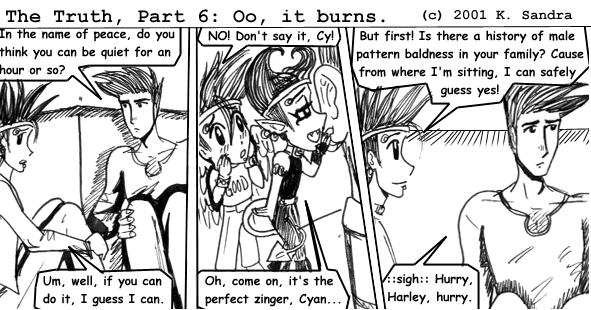 The Truth, Part 6: Oo, it burns.
(c) 2001 K. Sandra
In the name of peace, do you
think you can be quiet for an
hour or so?
Um, well, if you can
do it, I guess I can.
NO! Don't say it, Cy!
GOOD
Oh, come on, it's the
perfect zinger, Cyan...
But first! Is there a history of male
pattern baldness in your family? Cause
from where I'm sitting, I can safely
guess yes!
::sigh:: Hurry,
Harley, hurry.